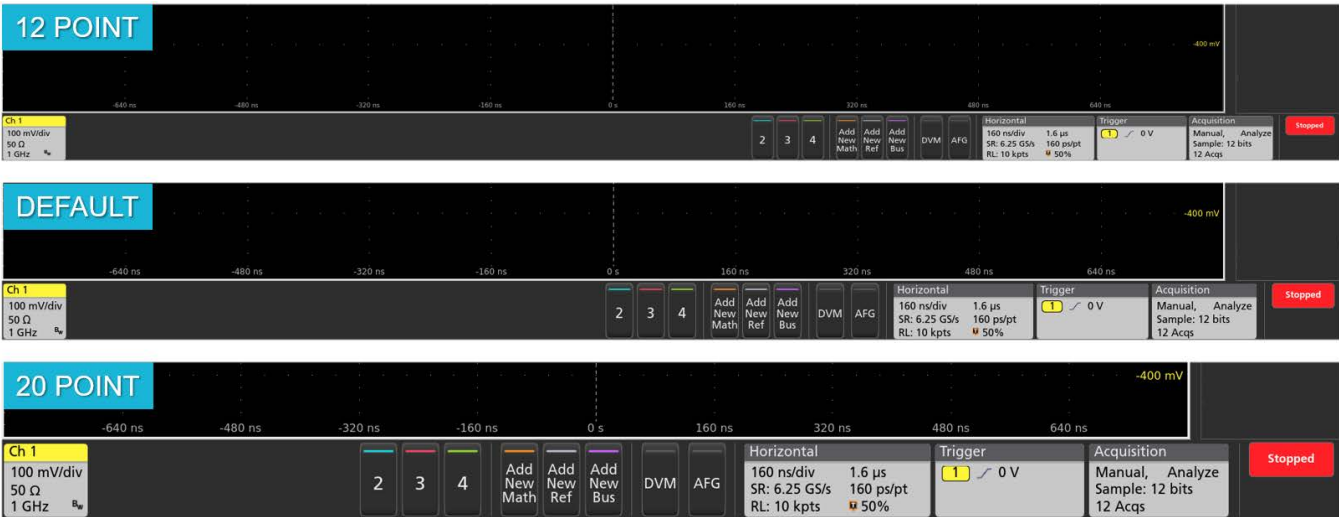 12 POINT
-400 mV
-640 ns -480 ns -320 ns -160 ns 0 s 160 ns 320 ns 480 ns 640 ns
Ch 1
100 mV/div
50 Ω
1 GHz Bw
2 3 4
Add New Math
Add New Ref
Add New Bus
DVM AFG
Horizontal
160 ns/div 1.6 µs
SR: 6.25 GS/s 160 ps/pt
RL: 10 kpts 50%
Trigger
1 0 V
Acquisition
Manual, Analyze
Sample: 12 bits
12 Acqs
Stopped
DEFAULT
-400 mV
-640 ns -480 ns -320 ns -160 ns 0 s 160 ns 320 ns 480 ns 640 ns
Ch 1
100 mV/div
50 Ω
1 GHz Bw
2 3 4
Add New Math
Add New Ref
Add New Bus
DVM AFG
Horizontal
160 ns/div 1.6 µs
SR: 6.25 GS/s 160 ps/pt
RL: 10 kpts 50%
Trigger
1 0 V
Acquisition
Manual, Analyze
Sample: 12 bits
12 Acqs
Stopped
20 POINT
-400 mV
-640 ns -480 ns -320 ns -160 ns 0 s 160 ns 320 ns 480 ns 640 ns
Ch 1
100 mV/div
50 Ω
1 GHz Bw
2 3 4
Add New Math
Add New Ref
Add New Bus
DVM AFG
Horizontal
160 ns/div 1.6 µs
SR: 6.25 GS/s 160 ps/pt
RL: 10 kpts 50%
Trigger
1 0 V
Acquisition
Manual, Analyze
Sample: 12 bits
12 Acqs
Stopped